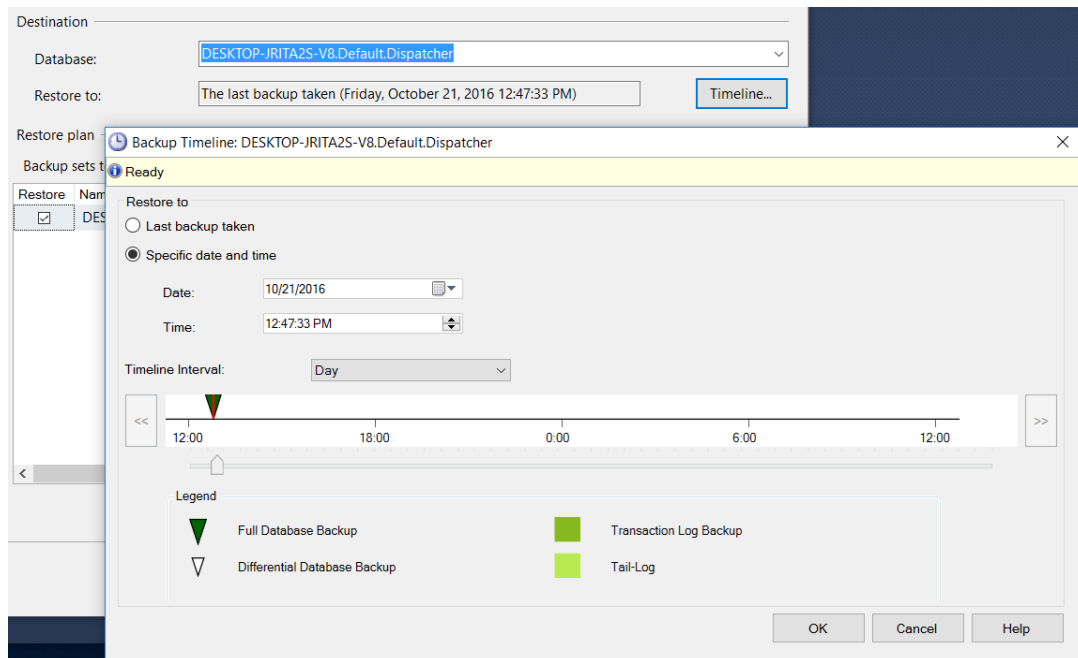 Destination
Database: DESKTOP-JRITA2S-V8.Default.Dispatcher
Restore to: The last backup taken (Friday, October 21, 2016 12:47:33 PM) Timeline...
Restore plan
Backup sets t
Restore Nam
DES
Backup Timeline: DESKTOP-JRITA2S-V8.Default.Dispatcher
Ready
Restore to
Last backup taken
Specific date and time
Date: 10/21/2016
Time: 12:47:33 PM
Timeline Interval: Day
<< >>
12:00 18:00 0:00 6:00 12:00
Legend
Full Database Backup Transaction Log Backup
Differential Database Backup Tail-Log
OK Cancel Help